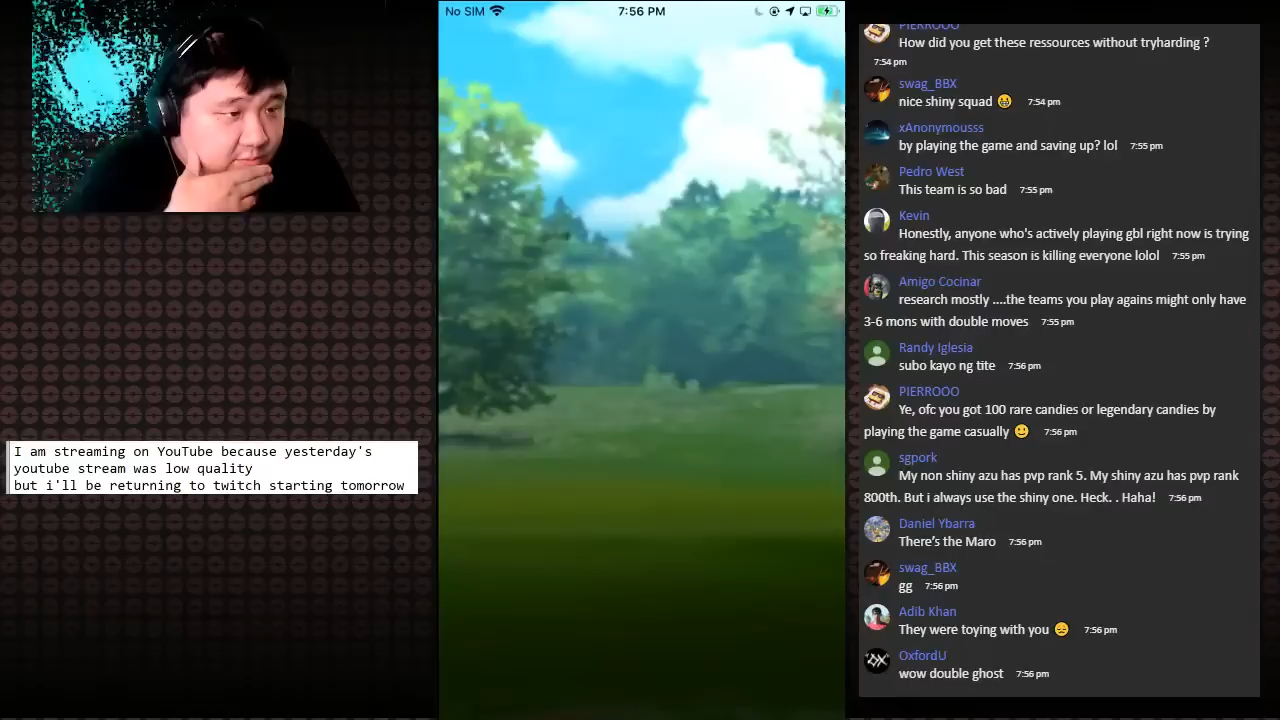 No SIM
7:56 PM
I am streaming on YouTube because yesterday's
youtube stream was low quality
but i'll be returning to twitch starting tomorrow
PIERROOO
How did you get these ressources without tryharding ?
7:54 pm
swag_BBX
nice shiny squad 😁 7:54 pm
xAnonymousss
by playing the game and saving up? lol 7:55 pm
Pedro West
This team is so bad 7:55 pm
Kevin
Honestly, anyone who's actively playing gbl right now is trying
so freaking hard. This season is killing everyone lolol 7:55 pm
Amigo Cocinar
research mostly ....the teams you play agains might only have
3-6 mons with double moves 7:55 pm
Randy Iglesia
subo kayo ng tite 7:56 pm
PIERROOO
Ye, ofc you got 100 rare candies or legendary candies by
playing the game casually 🙂 7:56 pm
sgpork
My non shiny azu has pvp rank 5. My shiny azu has pvp rank
800th. But i always use the shiny one. Heck. . Haha! 7:56 pm
Daniel Ybarra
There's the Maro 7:56 pm
swag_BBX
gg 7:56 pm
Adib Khan
They were toying with you 😞 7:56 pm
OxfordU
wow double ghost 7:56 pm